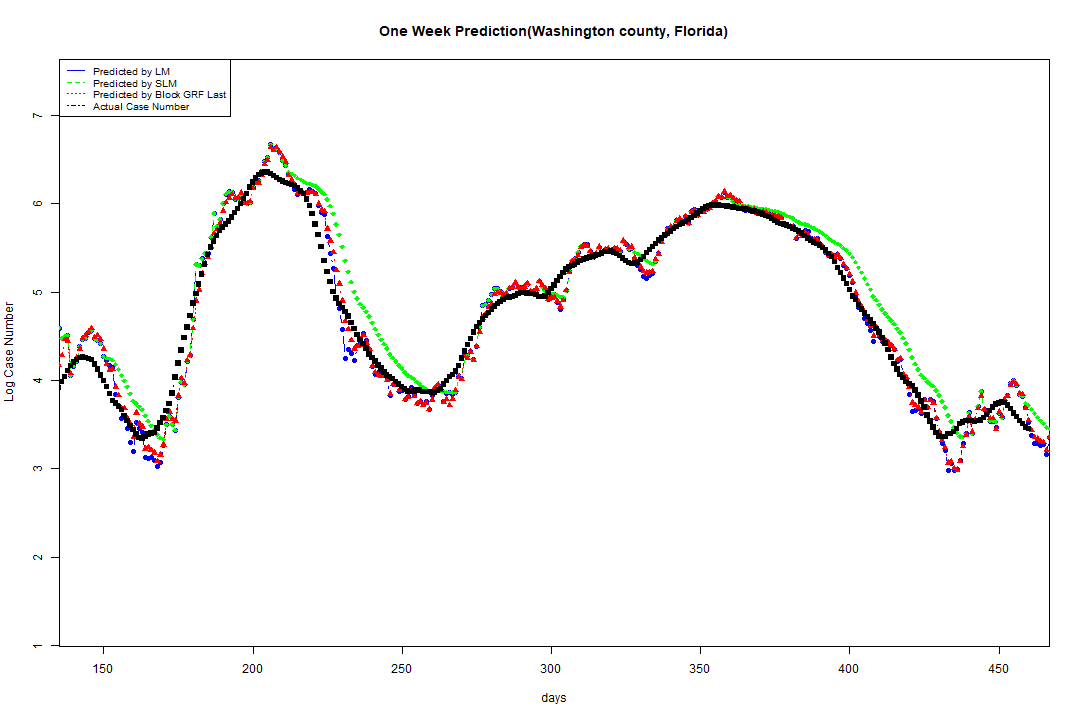 One Week Prediction(Washington county, Florida)
Predicted by LM
Predicted by SLM
Predicted by Block GRF Last
Actual Case Number
Log Case Number
7
6
5
4
3
2
1
150 200 250 300 350 400 450
days